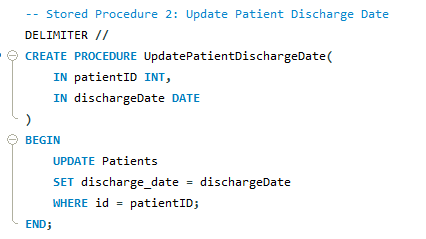 -- Stored Procedure 2: Update Patient Discharge Date
DELIMITER //
CREATE PROCEDURE UpdatePatientDischargeDate(
    IN patientID INT,
    IN dischargeDate DATE
)
BEGIN
    UPDATE Patients
    SET discharge_date = dischargeDate
    WHERE id = patientID;
END;